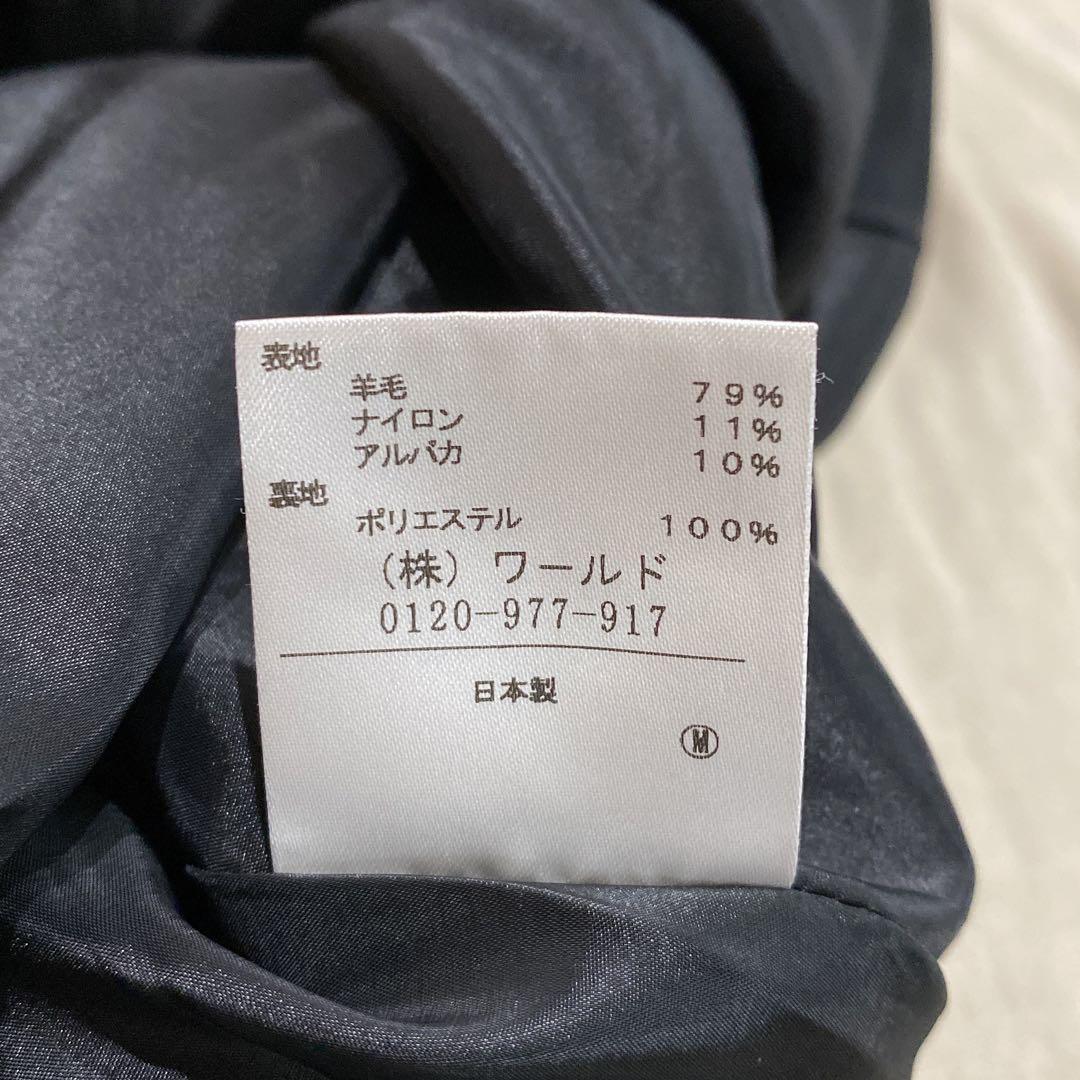 表地
羊毛 79%
ナイロン 11%
アルパカ 10%
裏地
ポリエステル 100%
（株）ワールド
0120-977-917
日本製
Ⓜ